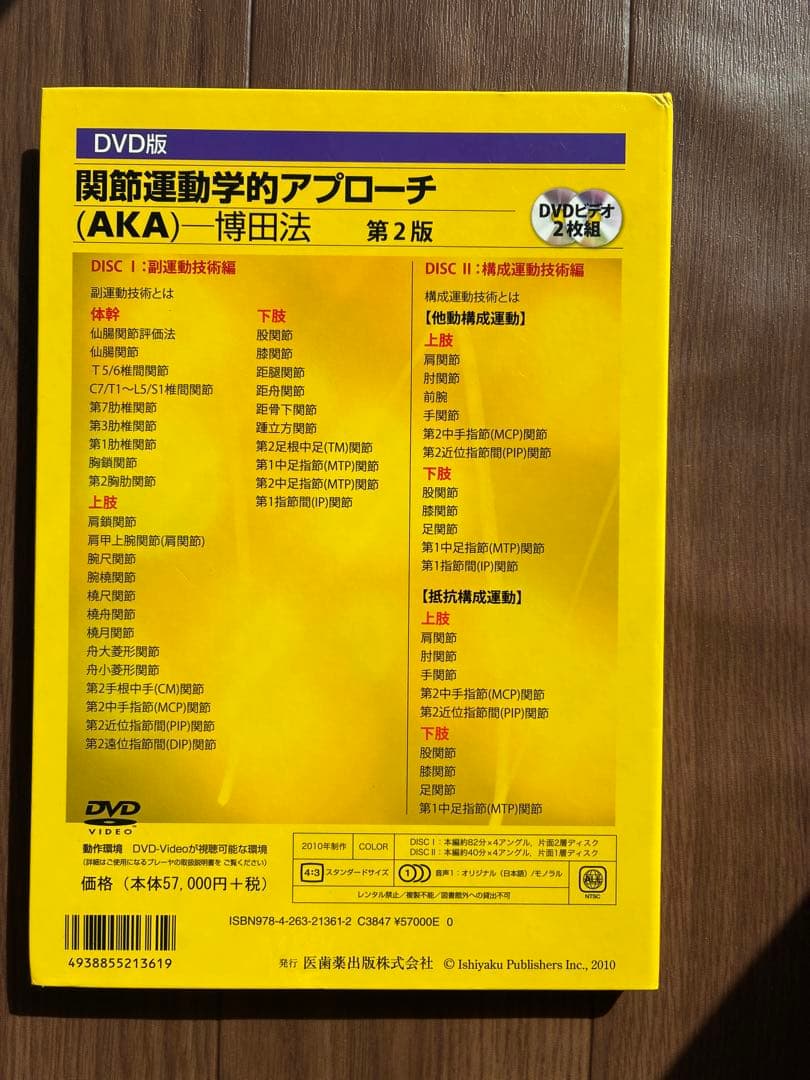 DVD版
関節運動学的アプローチ
(AKA)—博田法 第2版
DVDビデオ
2枚組
DISC I：副運動技術編
副運動技術とは
体幹
仙腸関節評価法
仙腸関節
T5/6椎間関節
C7/T1〜L5/S1椎間関節
第7肋椎関節
第3肋椎関節
第1肋椎関節
胸鎖関節
第2胸肋関節
上肢
肩鎖関節
肩甲上腕関節(肩関節)
腕尺関節
腕橈関節
橈尺関節
橈舟関節
橈月関節
舟大菱形関節
舟小菱形関節
第2手根中手(CM)関節
第2中手指節(MCP)関節
第2近位指節間(PIP)関節
第2遠位指節間(DIP)関節
下肢
股関節
膝関節
距腿関節
距舟関節
距骨下関節
踵立方関節
第2足根中足(TM)関節
第1中足指節(MTP)関節
第2中足指節(MTP)関節
第1指節間(IP)関節
DISC II：構成運動技術編
構成運動技術とは
【他動構成運動】
上肢
肩関節
肘関節
前腕
手関節
第2中手指節(MCP)関節
第2近位指節間(PIP)関節
下肢
股関節
膝関節
足関節
第1中足指節(MTP)関節
第1指節間(IP)関節
【抵抗構成運動】
上肢
肩関節
肘関節
手関節
第2中手指節(MCP)関節
第2近位指節間(PIP)関節
下肢
股関節
膝関節
足関節
第1中足指節(MTP)関節
DVD
VIDEO
動作環境 DVD-Videoが視聴可能な環境
(詳細はご使用になるプレーヤの取扱説明書を ご覧ください)
価格（本体57,000円＋税）
2010年制作 COLOR DISC I：本編約82分×4アングル，片面2層ディスク
DISC II：本編約40分×4アングル，片面1層ディスク
4:3 スタンダードサイズ 1 音声1：オリジナル（日本語）/モノラル
ALL
NTSC
レンタル禁止／複製不能／図書館外への貸出不可
ISBN978-4-263-21361-2 C3847 ¥57000E 0
4938855213619
発行 医歯薬出版株式会社 © Ishiyaku Publishers Inc., 2010